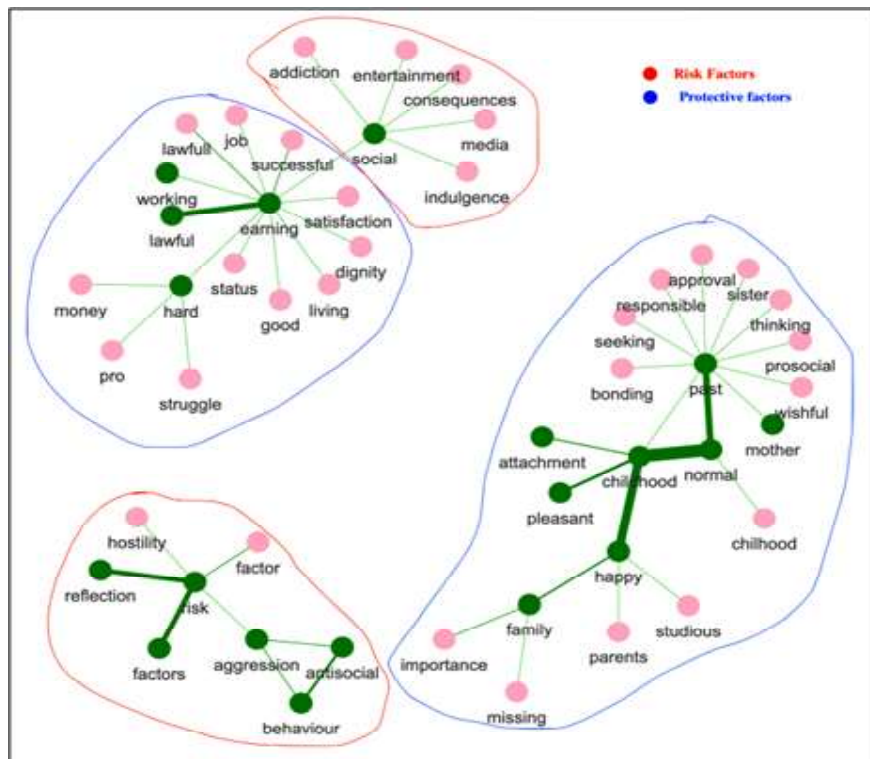 addiction
entertainment
consequences
media
social
indulgence
Risk Factors
Protective factors
lawfull
job
successful
working
lawful
earning
satisfaction
dignity
status
living
good
money
hard
pro
struggle
approval
sister
responsible
thinking
seeking
prosocial
bonding
past
wishful
mother
attachment
childhood
normal
pleasant
chilhood
happy
family
studious
importance
parents
missing
hostility
factor
reflection
risk
factors
aggression
antisocial
behaviour